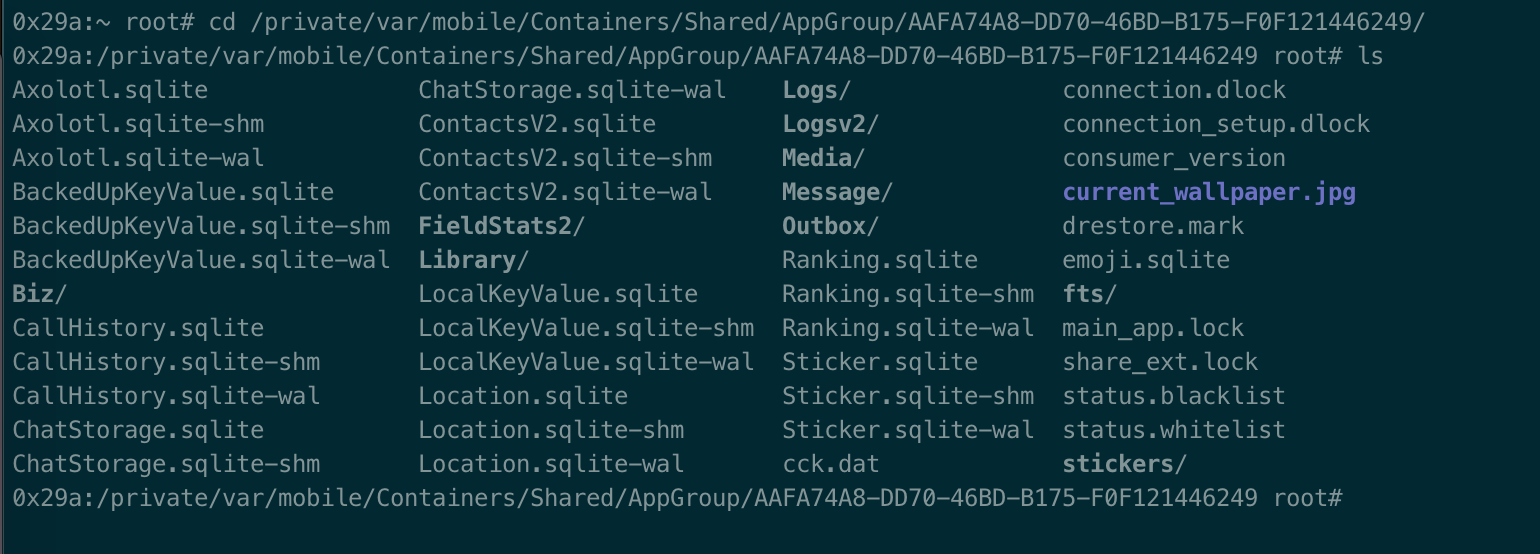 0x29a:~ root# cd /private/var/mobile/Containers/Shared/AppGroup/AAFA74A8-DD70-46BD-B175-F0F121446249/
0x29a:/private/var/mobile/Containers/Shared/AppGroup/AAFA74A8-DD70-46BD-B175-F0F121446249 root# ls
Axolotl.sqlite ChatStorage.sqlite-wal Logs/ connection.dlock
Axolotl.sqlite-shm ContactsV2.sqlite Logsv2/ connection_setup.dlock
Axolotl.sqlite-wal ContactsV2.sqlite-shm Media/ consumer_version
BackedUpKeyValue.sqlite ContactsV2.sqlite-wal Message/ current_wallpaper.jpg
BackedUpKeyValue.sqlite-shm FieldStats2/ Outbox/ drestore.mark
BackedUpKeyValue.sqlite-wal Library/ Ranking.sqlite emoji.sqlite
Biz/ LocalKeyValue.sqlite Ranking.sqlite-shm fts/
CallHistory.sqlite LocalKeyValue.sqlite-shm Ranking.sqlite-wal main_app.lock
CallHistory.sqlite-shm LocalKeyValue.sqlite-wal Sticker.sqlite share_ext.lock
CallHistory.sqlite-wal Location.sqlite Sticker.sqlite-shm status.blacklist
ChatStorage.sqlite Location.sqlite-shm Sticker.sqlite-wal status.whitelist
ChatStorage.sqlite-shm Location.sqlite-wal cck.dat stickers/
0x29a:/private/var/mobile/Containers/Shared/AppGroup/AAFA74A8-DD70-46BD-B175-F0F121446249 root#